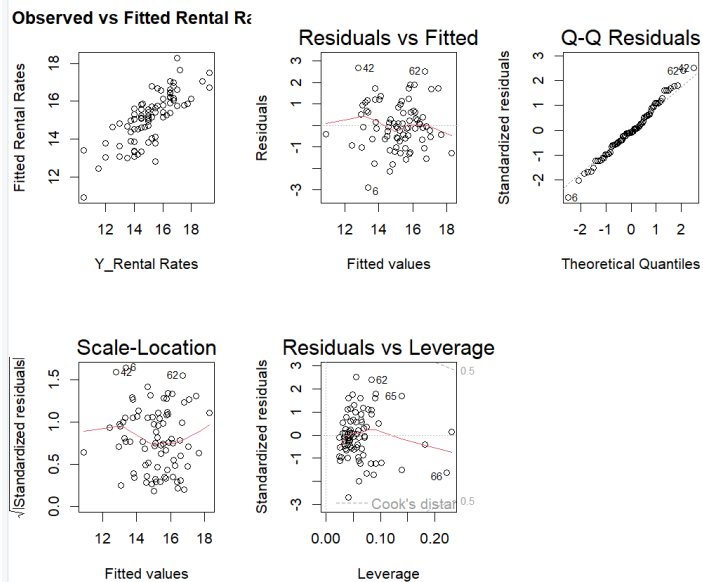 Observed vs Fitted Rental Ra
Fitted Rental Rates
18
16
14
12
12 14 16 18
Y_Rental Rates
Residuals vs Fitted
Residuals
3
1
-1
-3
42
62
6
12 14 16 18
Fitted values
Q-Q Residuals
Standardized residuals
3
2
1
0
-1
-2
42
6
-2 -1 0 1 2
Theoretical Quantiles
Scale-Location
√|Standardized residuals|
1.5
1.0
0.5
0.0
42
6
62
12 14 16 18
Fitted values
Residuals vs Leverage
Standardized residuals
3
2
1
0
-1
-3
0.5
62
65
66
Cook's distan
0.5
0.00 0.10 0.20
Leverage